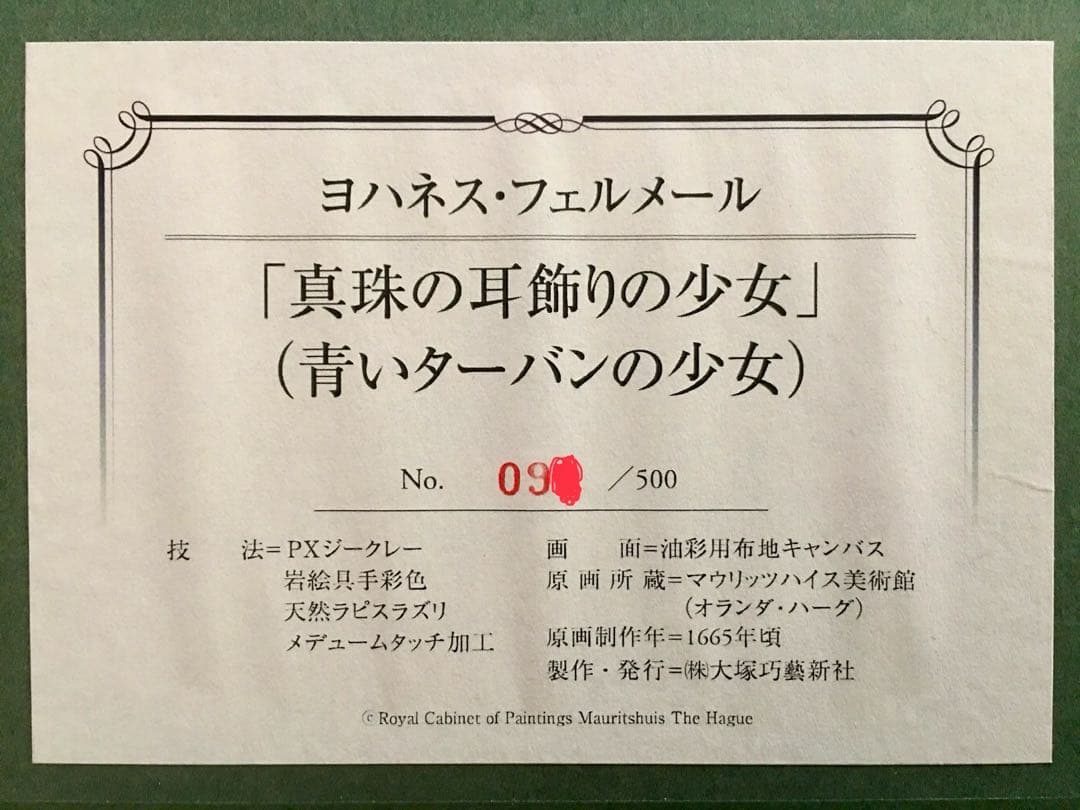 ヨハネス・フェルメール
「真珠の耳飾りの少女」
(青いターバンの少女)
No. 09 /500
技 法=PXジークレー
岩絵具手彩色
天然ラピスラズリ
メデュームタッチ加工
画 面=油彩用布地キャンバス
原画所蔵=マウリッツハイス美術館
(オランダ・ハーグ)
原画制作年=1665年頃
製作・発行=㈱大塚巧藝新社
©Royal Cabinet of Paintings Mauritshuis The Hague